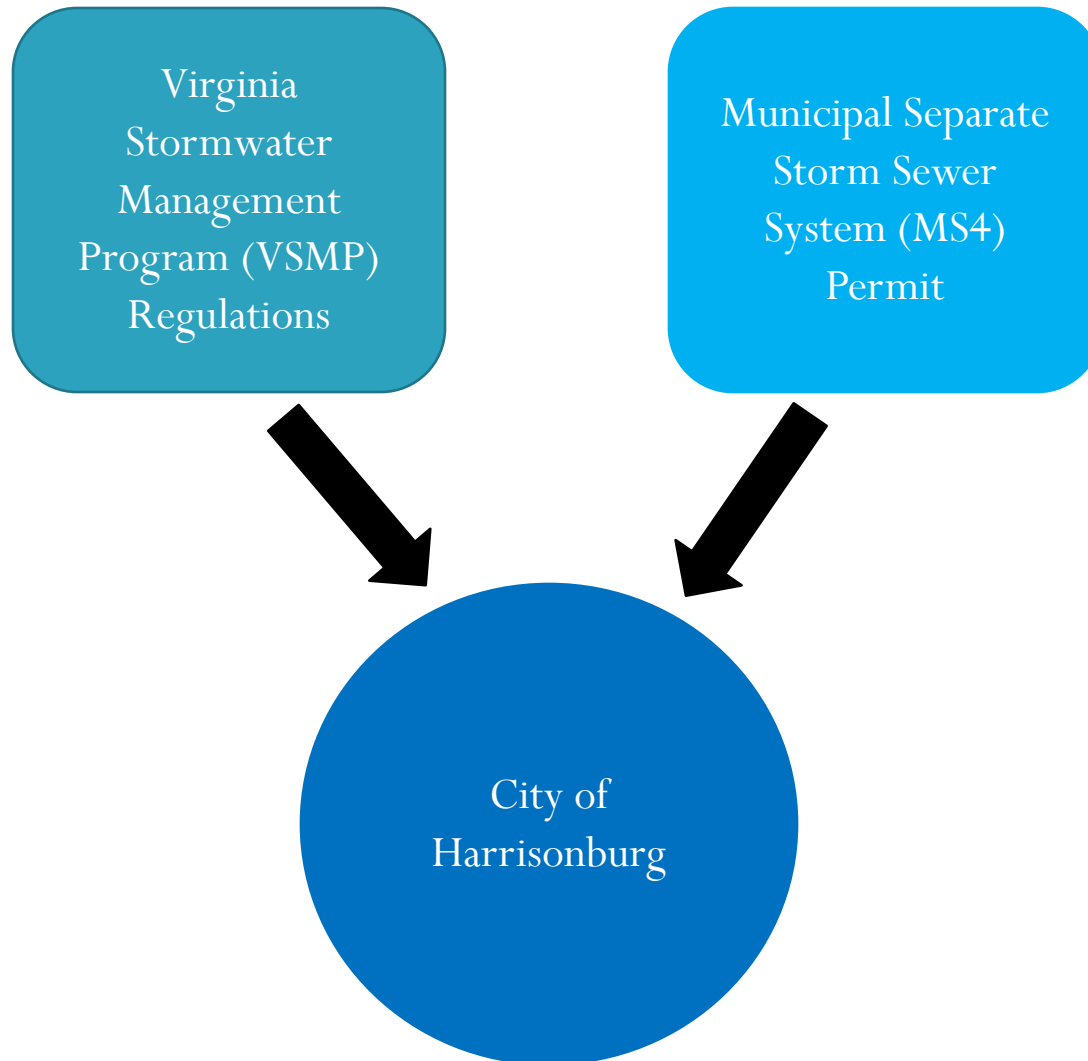 Virginia
Stormwater
Management
Program (VSMP)
Regulations
Municipal Separate
Storm Sewer
System (MS4)
Permit
City of
Harrisonburg